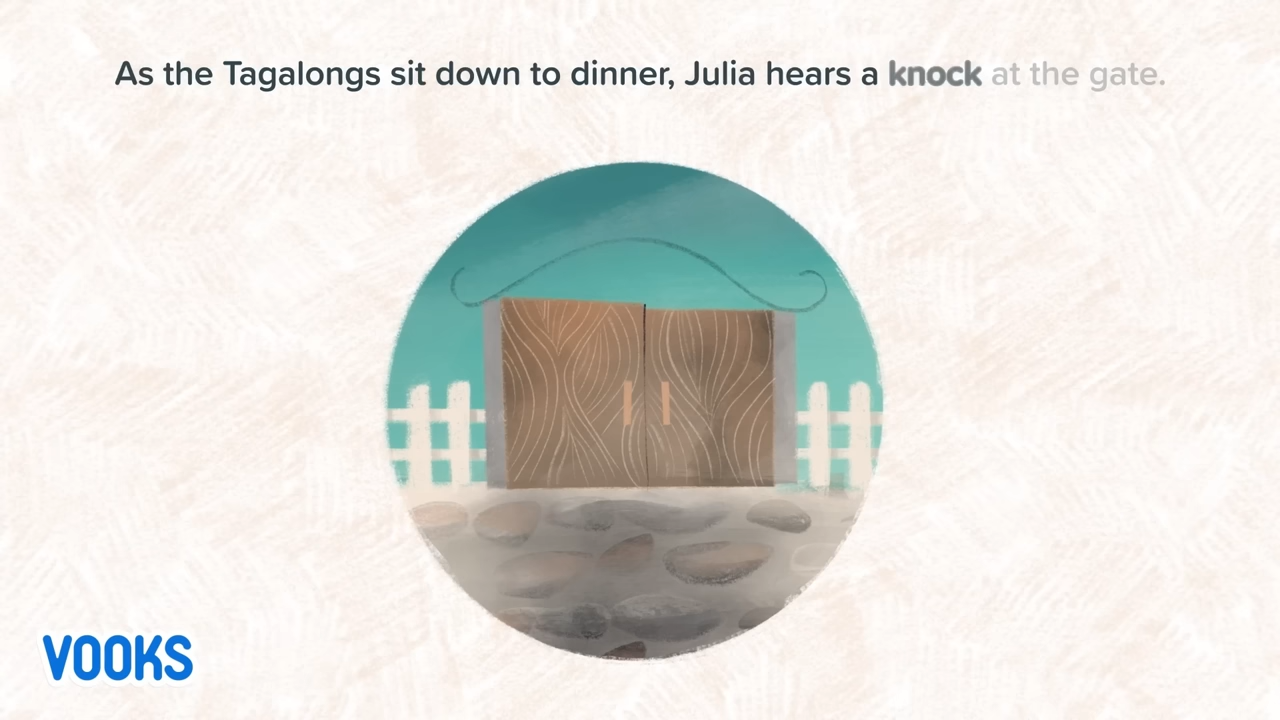 As the Tagalongs sit down to dinner, Julia hears a knock at the gate.
VOOKS